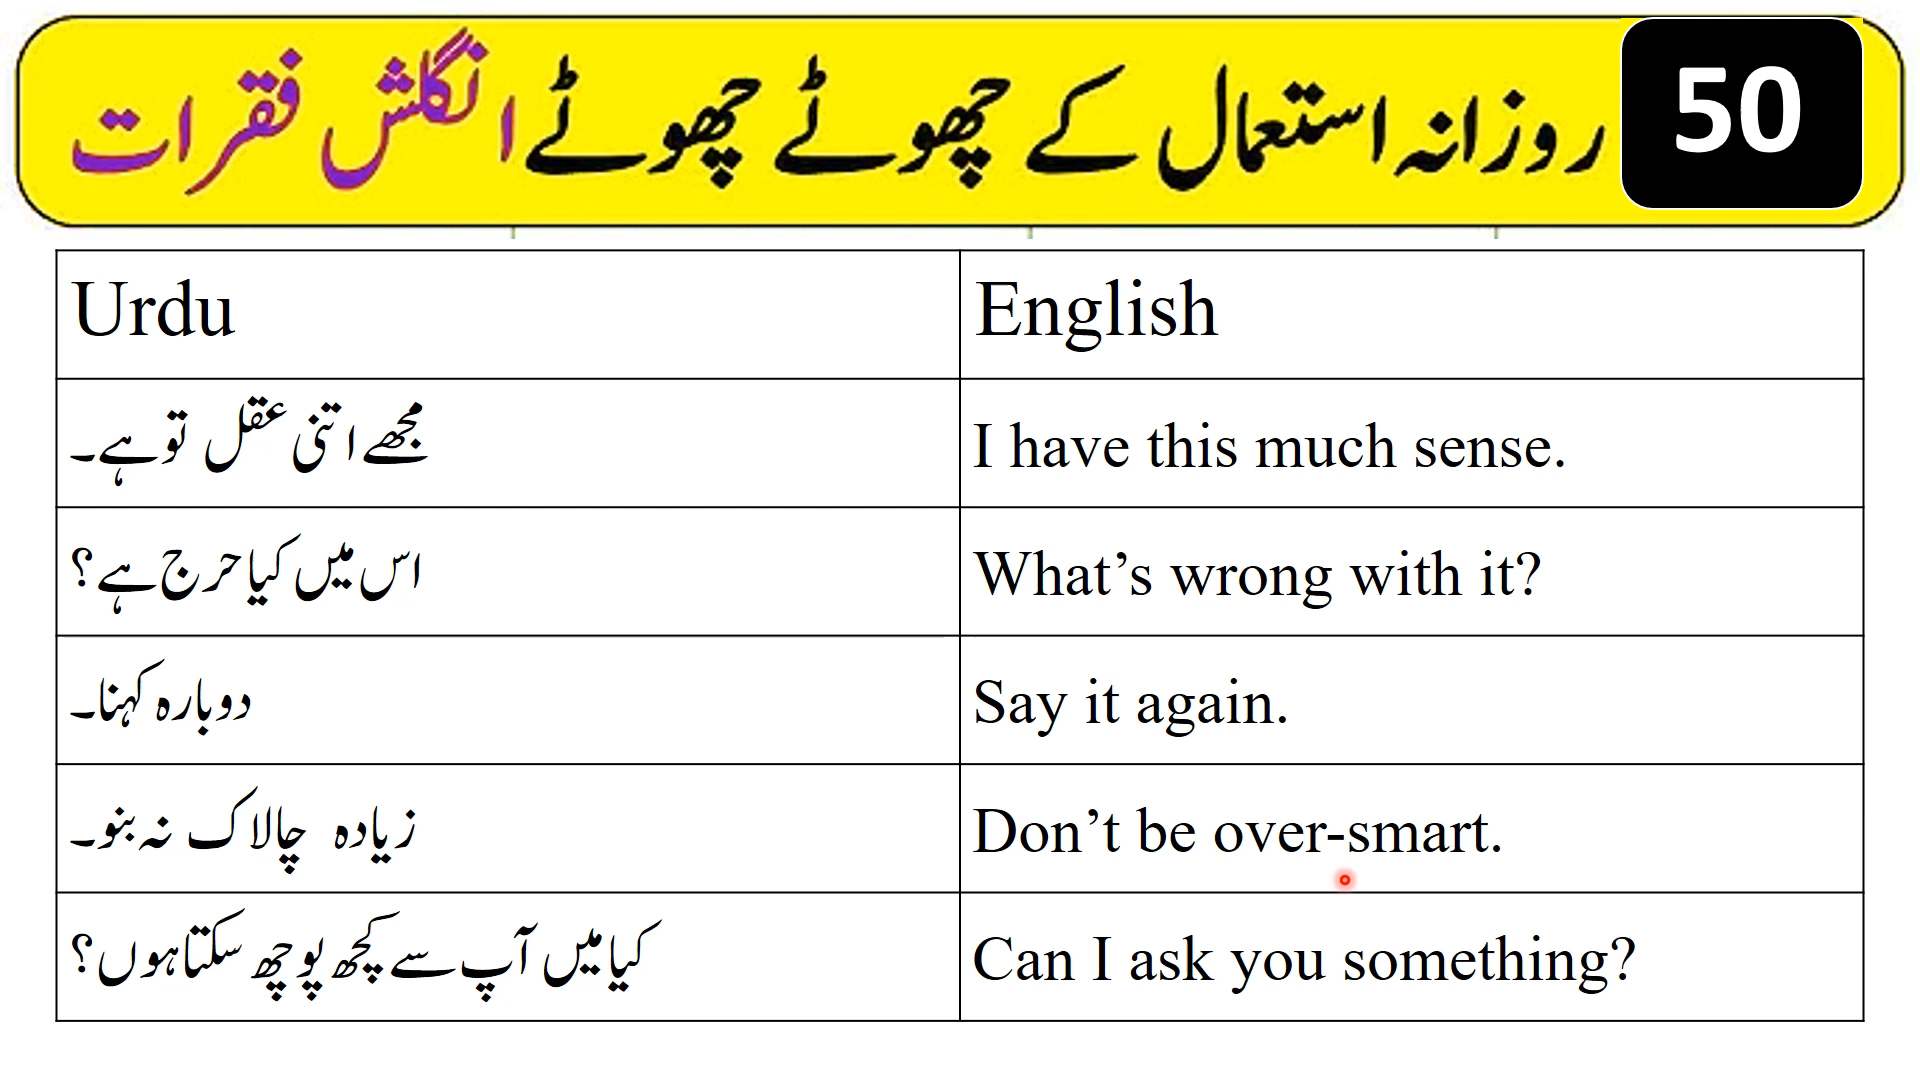 50 روزانہ استعمال کے چھوٹے چھوٹے انگلش فقرات
Urdu English
مجھے اتنی عقل تو ہے۔ I have this much sense.
اس میں کیا حرج ہے؟ What’s wrong with it?
دوبارہ کہنا۔ Say it again.
زیادہ چالاک نہ بنو۔ Don’t be over-smart.
کیا میں آپ سے کچھ پوچھ سکتا ہوں؟ Can I ask you something?